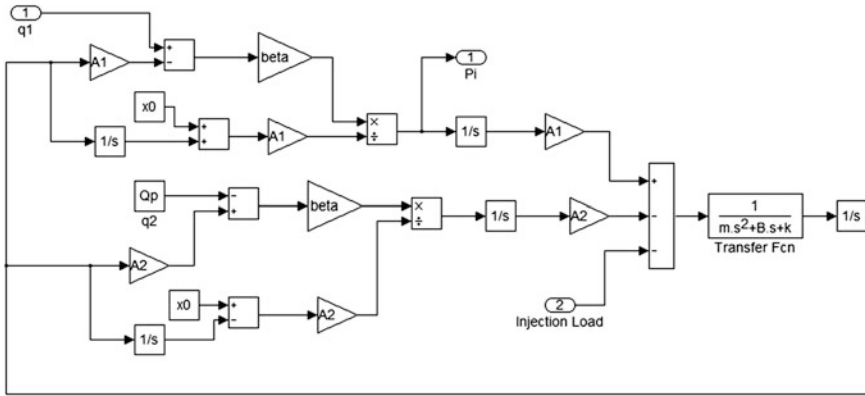 1
q1
A1
+
−
beta
1
Pi
x0
+
+
1/s
A1
×
÷
1/s
A1
Qp
q2
−
+
beta
×
÷
1/s
A2
+
−
−
1
m.s²+B.s+k
Transfer Fcn
1/s
A2
x0
+
−
1/s
A2
2
Injection Load